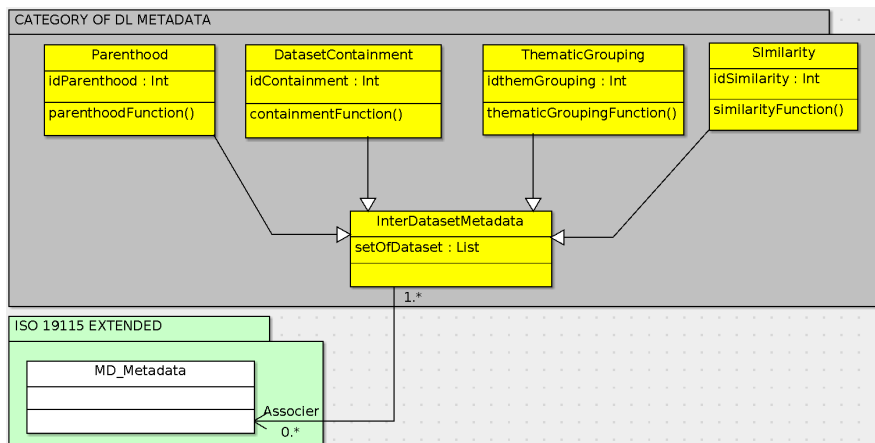 CATEGORY OF DL METADATA
Parenthood
idParenthood : Int
parenthoodFunction()
DatasetContainment
idContainment : Int
containmentFunction()
ThematicGrouping
idthemGrouping : Int
thematicGroupingFunction()
SImilarity
idSimilarity : Int
similarityFunction()
InterDatasetMetadata
setOfDataset : List
1.*
ISO 19115 EXTENDED
MD_Metadata
Associer
0.*